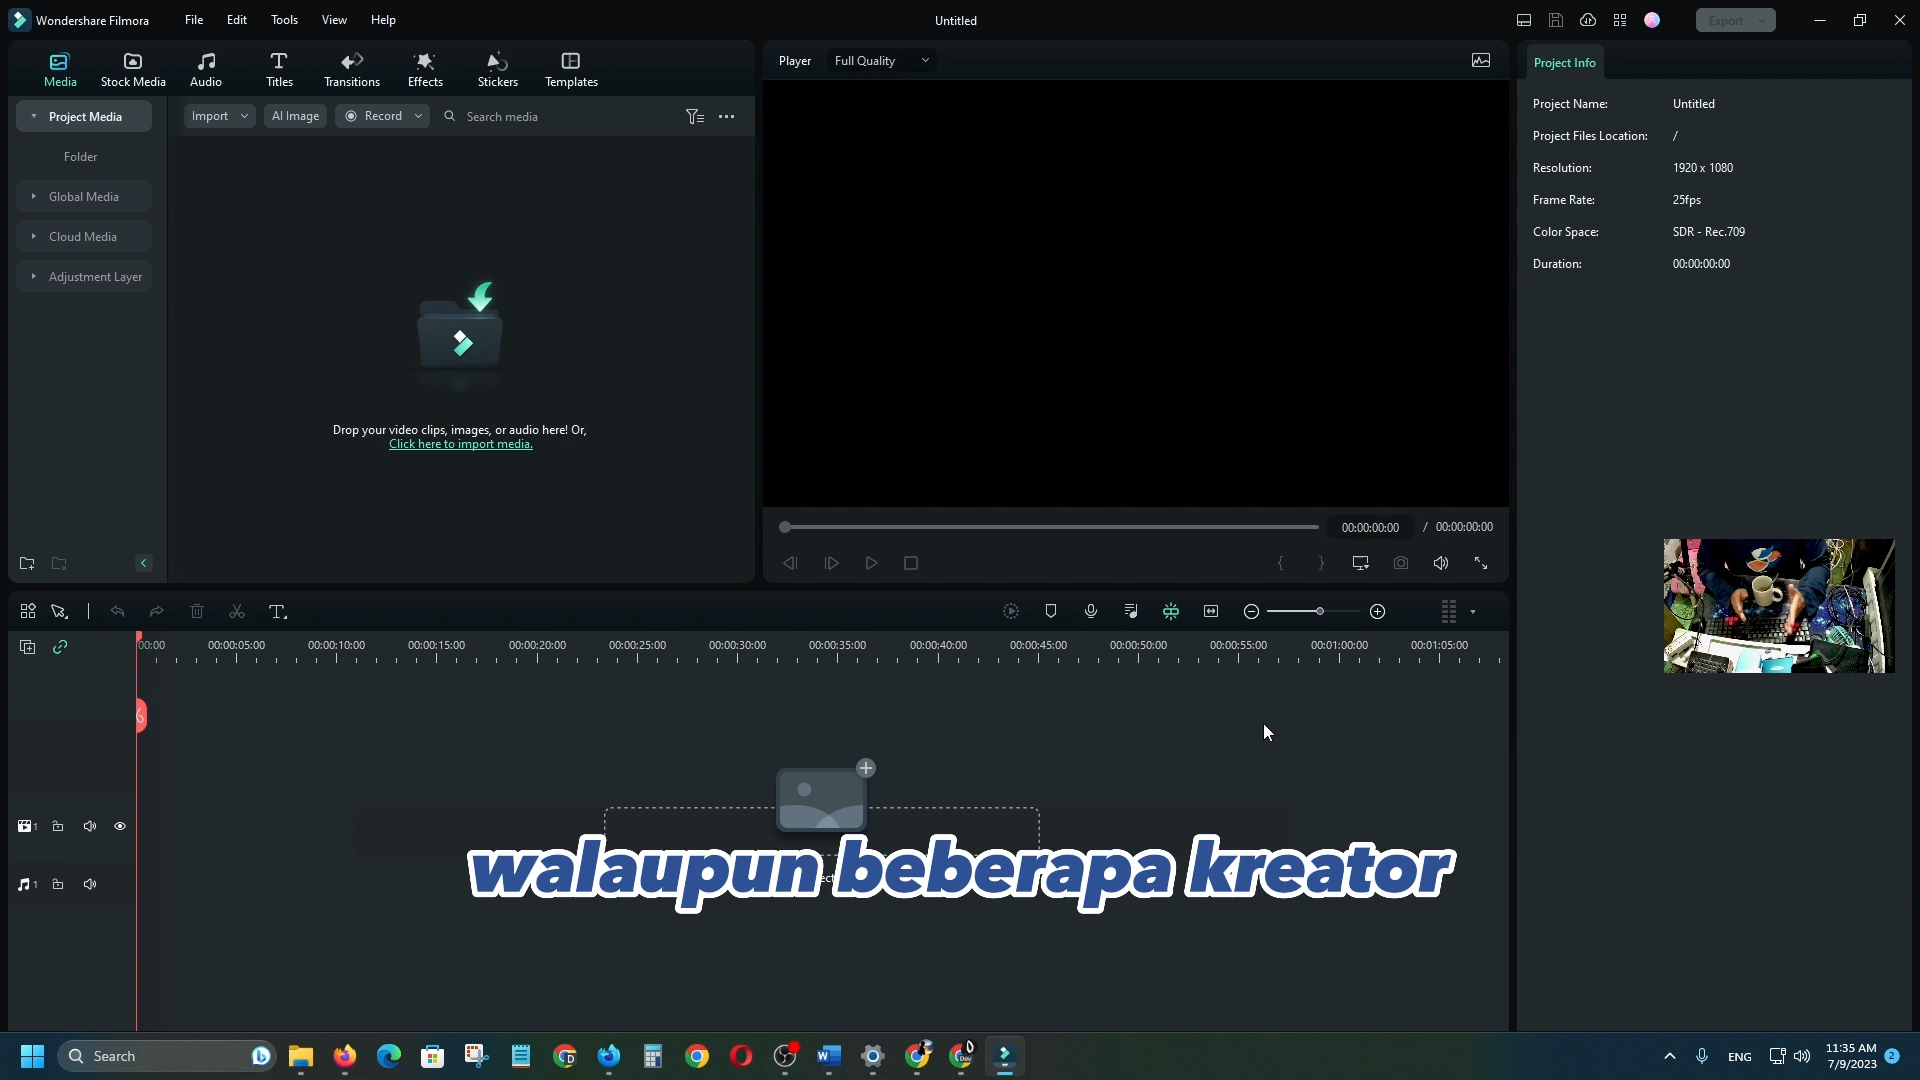 Wondershare Filmora File Edit Tools View Help Untitled Export
Media Stock Media Audio Titles Transitions Effects Stickers Templates
Player Full Quality
Project Info
Project Media
Import AI Image Record Search media
Folder
Global Media
Cloud Media
Adjustment Layer
Drop your video clips, images, or audio here! Or,
Click here to import media.
Project Name: Untitled
Project Files Location: /
Resolution: 1920 x 1080
Frame Rate: 25fps
Color Space: SDR - Rec.709
Duration: 00:00:00:00
00:00:00:00 / 00:00:00:00
00:00 00:00:05:00 00:00:10:00 00:00:15:00 00:00:20:00 00:00:25:00 00:00:30:00 00:00:35:00 00:00:40:00 00:00:45:00 00:00:50:00 00:00:55:00 00:01:00:00 00:01:05:00
1
1
walaupun beberapa kreator
Search
ENG
11:35 AM
7/9/2023
2